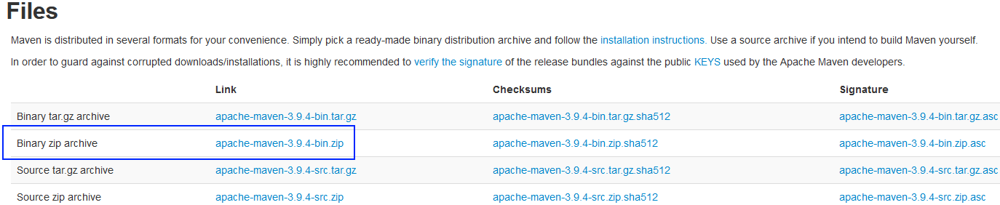 Files
Maven is distributed in several formats for your convenience. Simply pick a ready-made binary distribution archive and follow the installation instructions. Use a source archive if you intend to build Maven yourself.
In order to guard against corrupted downloads/installations, it is highly recommended to verify the signature of the release bundles against the public KEYS used by the Apache Maven developers.
Link Checksums Signature
Binary tar.gz archive apache-maven-3.9.4-bin.tar.gz apache-maven-3.9.4-bin.tar.gz.sha512 apache-maven-3.9.4-bin.tar.gz.asc
Binary zip archive apache-maven-3.9.4-bin.zip apache-maven-3.9.4-bin.zip.sha512 apache-maven-3.9.4-bin.zip.asc
Source tar.gz archive apache-maven-3.9.4-src.tar.gz apache-maven-3.9.4-src.tar.gz.sha512 apache-maven-3.9.4-src.tar.gz.asc
Source zip archive apache-maven-3.9.4-src.zip apache-maven-3.9.4-src.zip.sha512 apache-maven-3.9.4-src.zip.asc